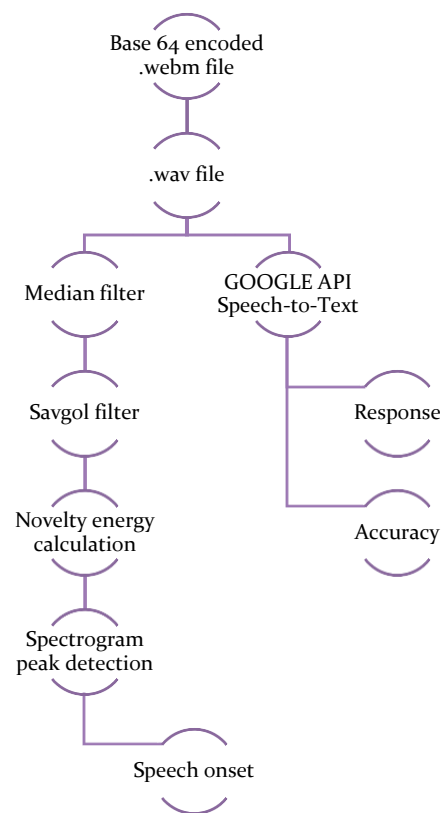 Base 64 encoded
.webm file
.wav file
Median filter
GOOGLE API
Speech-to-Text
Savgol filter
Response
Novelty energy
calculation
Accuracy
Spectrogram
peak detection
Speech onset